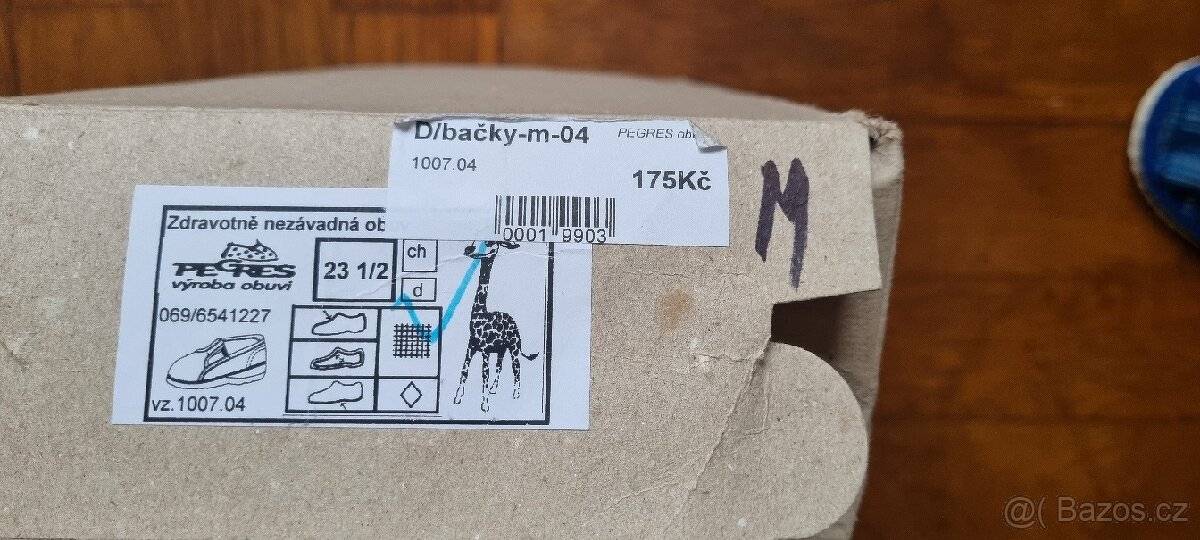 D/bačky-m-04
PEGRES
1007.04
175Kč
0001 9903
M
Zdravotně nezávadná
PEGRES
výroba obuvi
23 1/2
ch
d
069/6541227
vz.1007.04
@( Bazos.cz